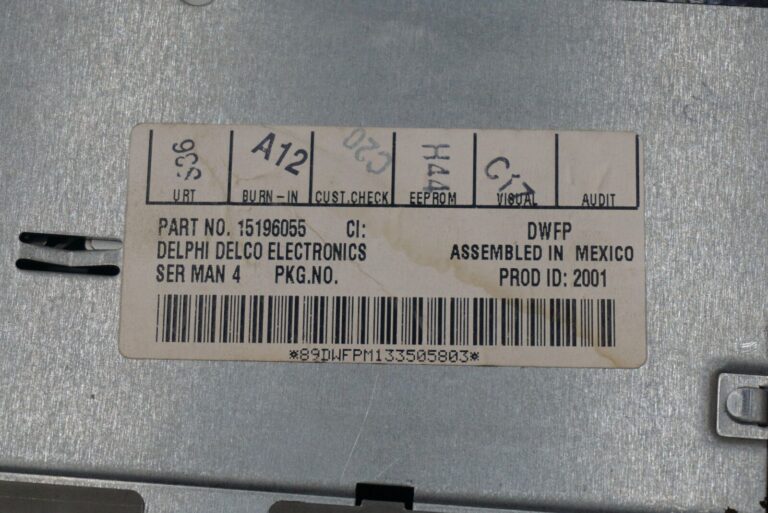 S36 A12 C20 H44 C17
URT BURN-IN CUST.CHECK EEPROM VISUAL AUDIT
PART NO. 15196055 CI: DWFP
DELPHI DELCO ELECTRONICS ASSEMBLED IN MEXICO
SER MAN 4 PKG.NO. PROD ID: 2001
*89DWFPM133505803*